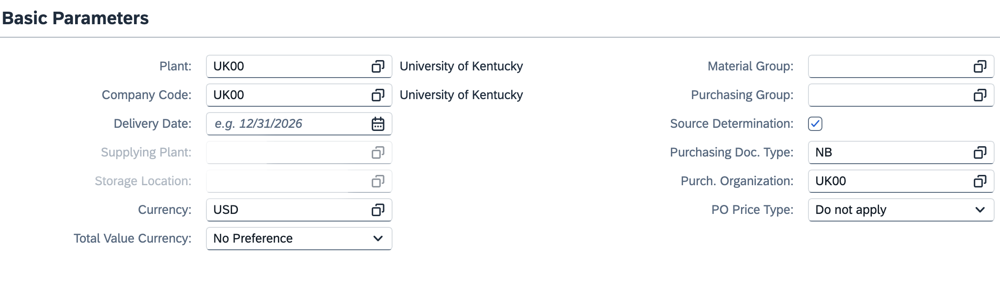 Basic Parameters
Plant: UK00 University of Kentucky
Company Code: UK00 University of Kentucky
Delivery Date: e.g. 12/31/2026
Supplying Plant:
Storage Location:
Currency: USD
Total Value Currency: No Preference
Material Group:
Purchasing Group:
Source Determination:
Purchasing Doc. Type: NB
Purch. Organization: UK00
PO Price Type: Do not apply